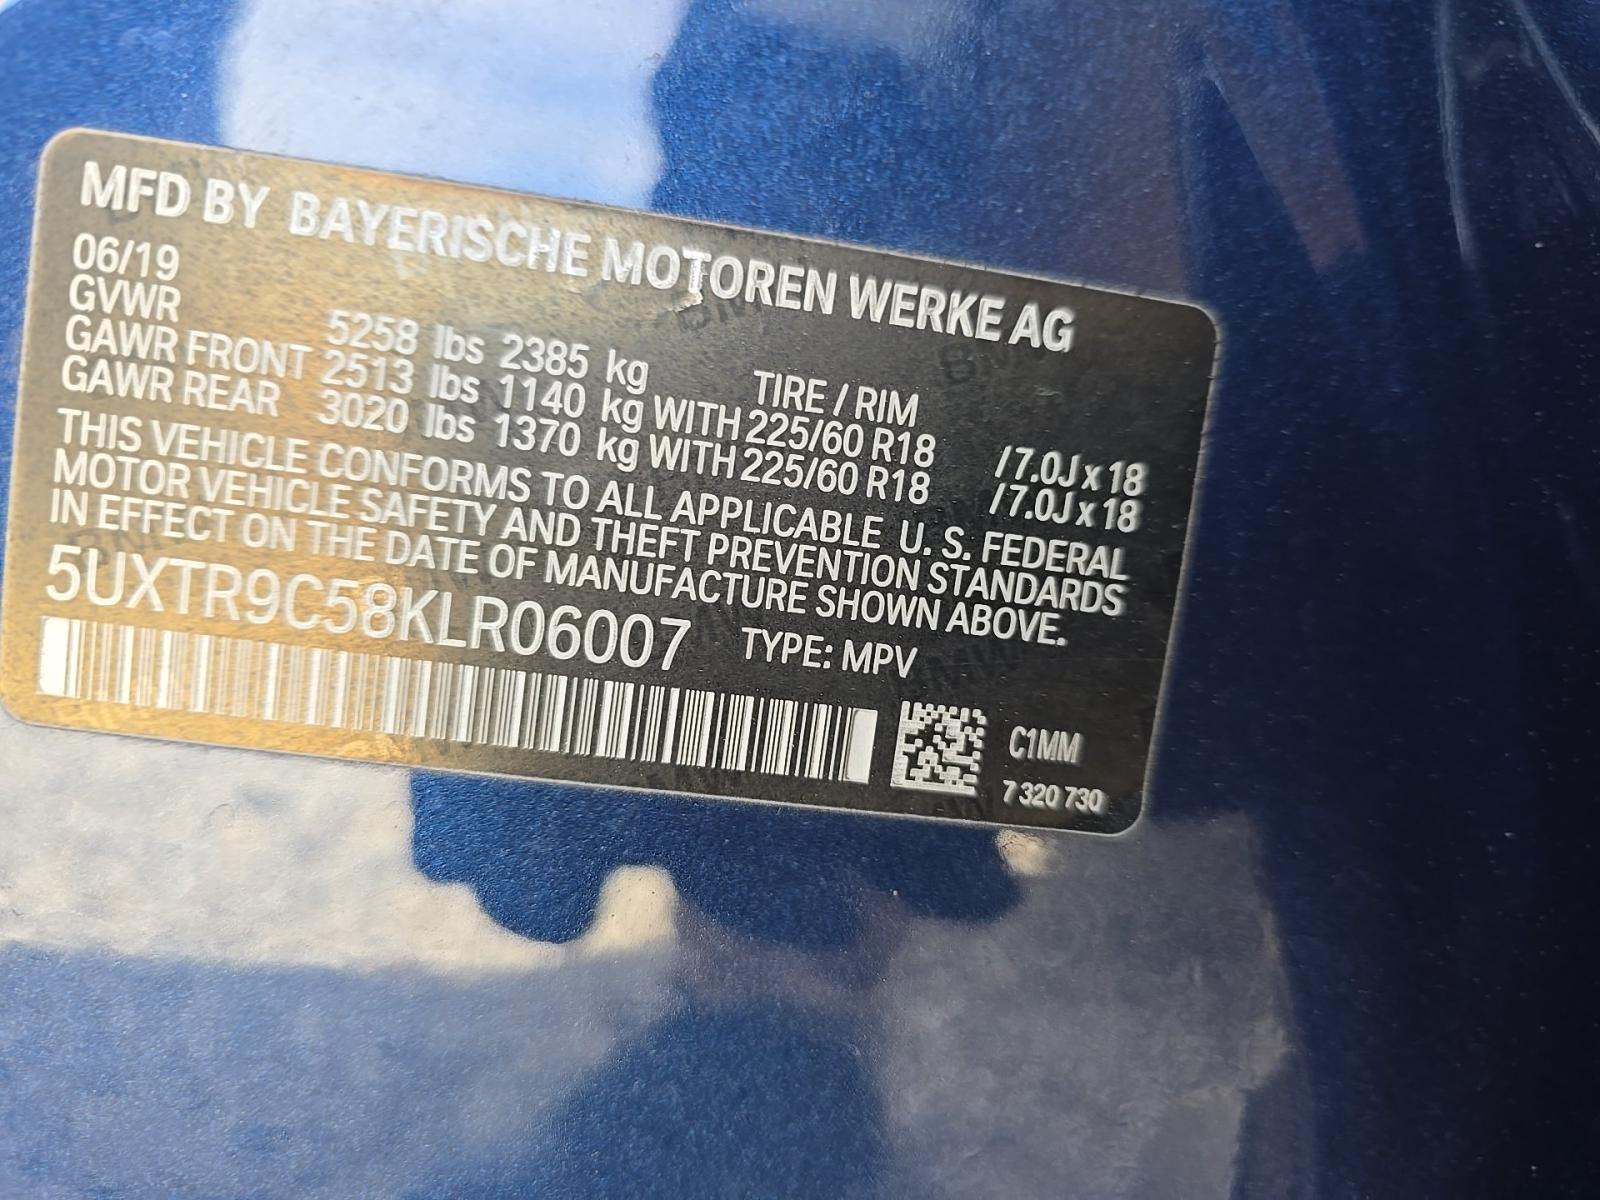 MFD BY BAYERISCHE MOTOREN WERKE AG
06/19
GVWR 5258 lbs 2385 kg TIRE / RIM
GAWR FRONT 2513 lbs 1140 kg WITH 225/60 R18 /7.0J x 18
GAWR REAR 3020 lbs 1370 kg WITH 225/60 R18 /7.0J x 18
THIS VEHICLE CONFORMS TO ALL APPLICABLE U. S. FEDERAL
MOTOR VEHICLE SAFETY AND THEFT PREVENTION STANDARDS
IN EFFECT ON THE DATE OF MANUFACTURE SHOWN ABOVE.
5UXTR9C58KLR06007 TYPE: MPV
C1MM
7 320 730